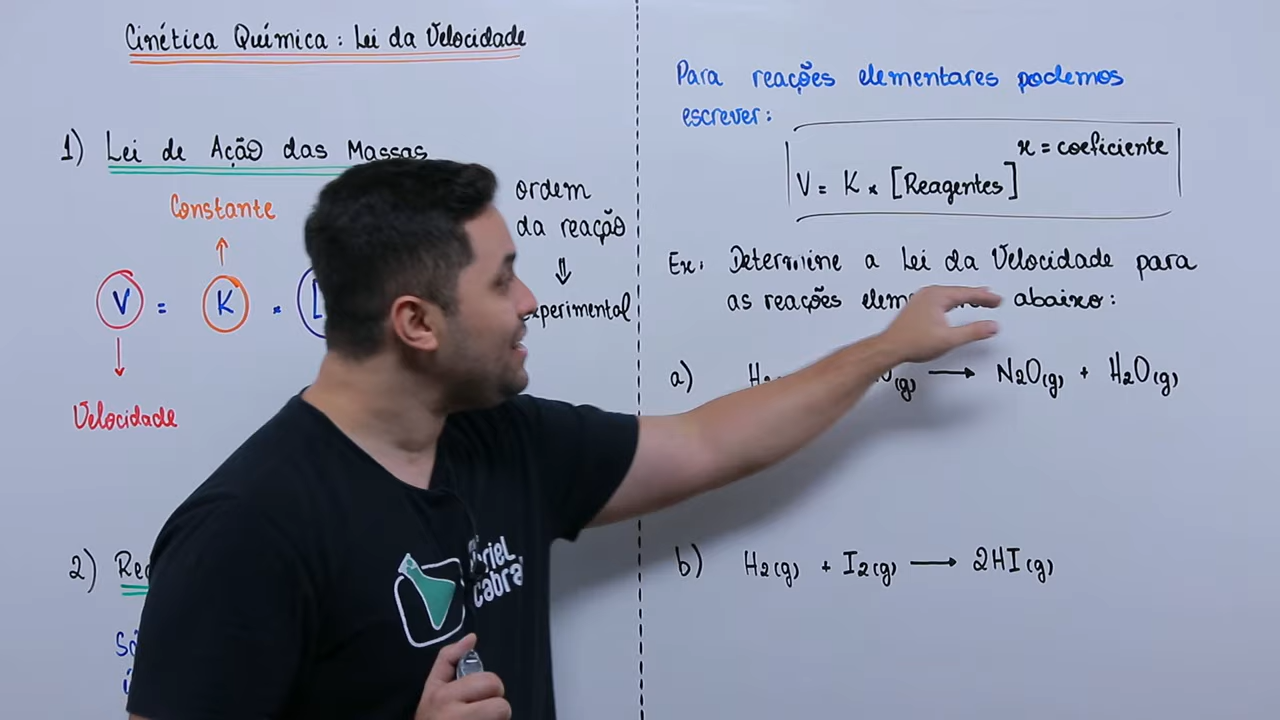 Cinética Química: Lei da Velocidade
1) Lei de Ação das Massas
Constante
V = K × [
Velocidade
ordem
da reação
⇓
experimental
2)
Para reações elementares podemos
escrever:
x = coeficiente
V = K × [Reagentes]
Ex: Determine a Lei da Velocidade para
as reações abaixo:
a) (g) → N2O(g) + H2O(g)
b) H2(g) + I2(g) → 2HI(g)
Cabral